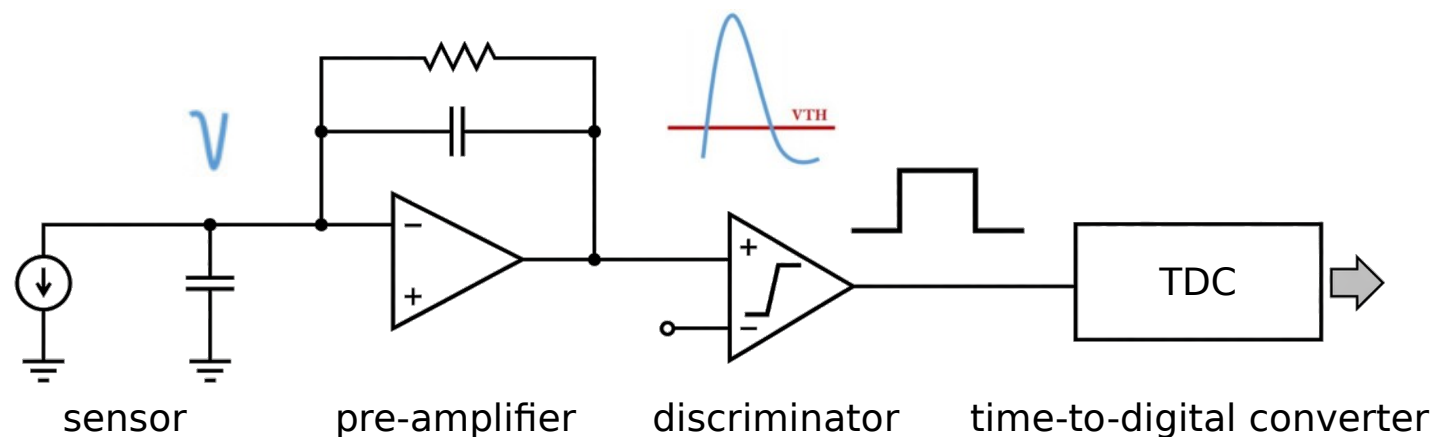 VTH
TDC
sensor
pre-amplifier
discriminator
time-to-digital converter